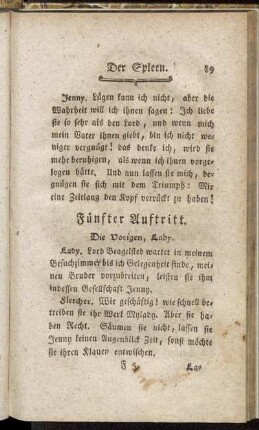 Der Spleen. 89
Jenny. Lügen kann ich nicht, aber die
Wahrheit will ich ihnen sagen: Ich liebe
sie so sehr als den Lord, und wenn mich
mein Vater ihnen giebt, bin ich nicht we-
niger vergnügt! das denke ich, wird sie
mehr beruhigen, als wenn ich ihnen vorge-
logen hätte. Und nun lassen sie mich, be-
gnügen sie sich mit dem Triumph: Mir
eine Zeitlang den Kopf verrückt zu haben!
Fünfter Auftritt.
Die Vorigen, Lady.
Lady. Lord Beagelsted wartet in meinem
Besuchzimmer bis ich Gelegenheit finde, mei-
nen Bruder vorzubreiten, leisten sie ihm
indessen Gesellschaft Jenny.
Fletcher. Wie geschäftig! wie schnell be-
treiben sie ihr Werk Mylady. Aber sie ha-
ben Recht. Säumen sie nicht, lassen sie
Jenny keinen Augenblick Zeit, sonst möchte
sie ihren Klauen entwischen.
F 5 La-